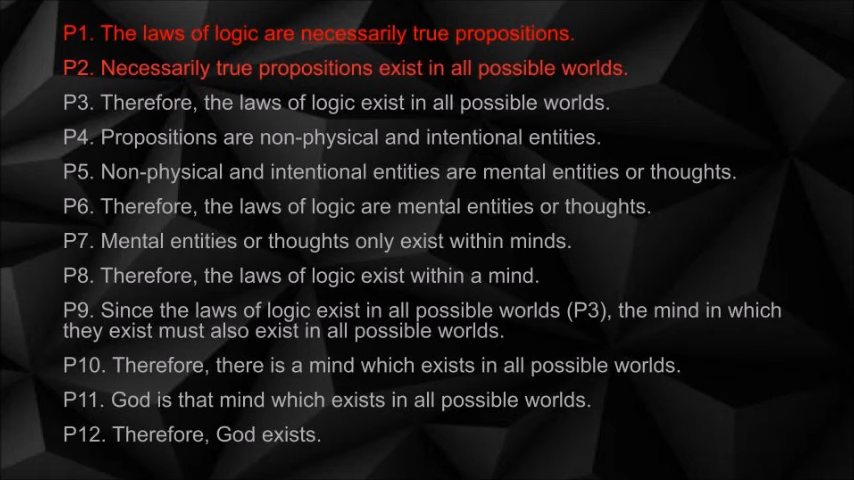 P1. The laws of logic are necessarily true propositions.
P2. Necessarily true propositions exist in all possible worlds.
P3. Therefore, the laws of logic exist in all possible worlds.
P4. Propositions are non-physical and intentional entities.
P5. Non-physical and intentional entities are mental entities or thoughts.
P6. Therefore, the laws of logic are mental entities or thoughts.
P7. Mental entities or thoughts only exist within minds.
P8. Therefore, the laws of logic exist within a mind.
P9. Since the laws of logic exist in all possible worlds (P3), the mind in which
they exist must also exist in all possible worlds.
P10. Therefore, there is a mind which exists in all possible worlds.
P11. God is that mind which exists in all possible worlds.
P12. Therefore, God exists.